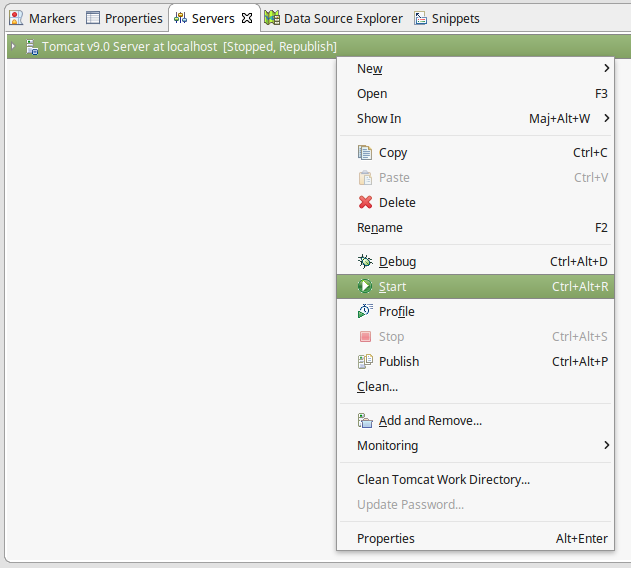 Markers Properties Servers Data Source Explorer Snippets
Tomcat v9.0 Server at localhost [Stopped, Republish]
New
Open F3
Show In Maj+Alt+W
Copy Ctrl+C
Paste Ctrl+V
Delete
Rename F2
Debug Ctrl+Alt+D
Start Ctrl+Alt+R
Profile
Stop Ctrl+Alt+S
Publish Ctrl+Alt+P
Clean...
Add and Remove...
Monitoring
Clean Tomcat Work Directory...
Update Password...
Properties Alt+Enter